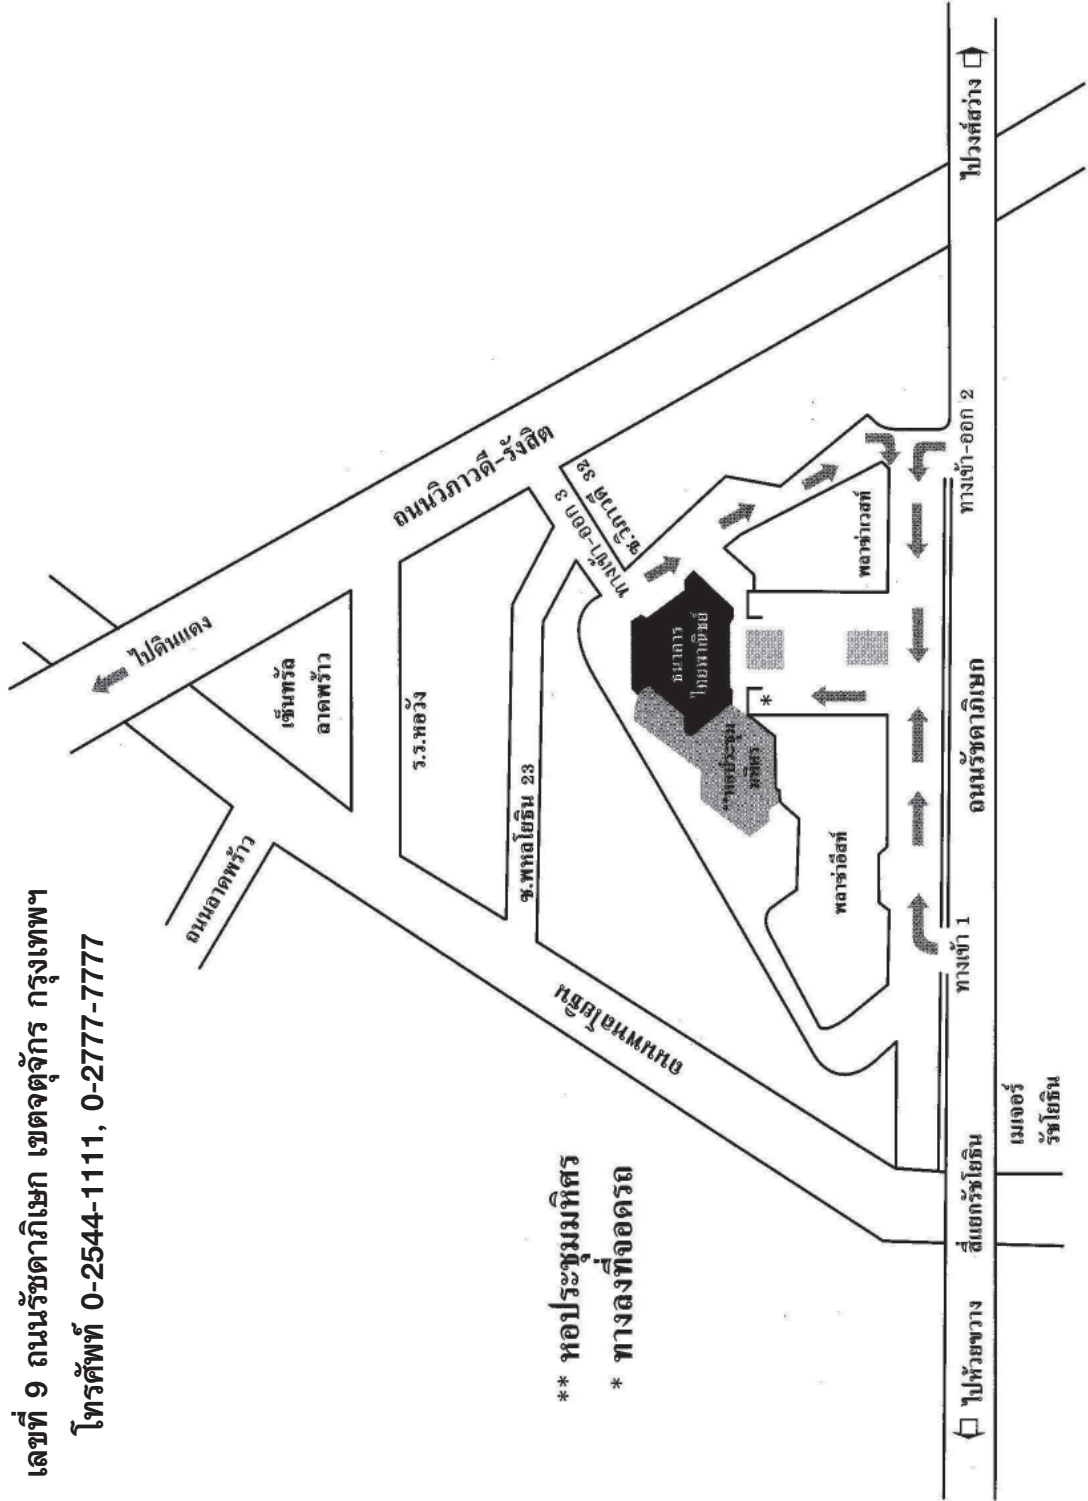 เลขที่ 9 ถนนรัชดาภิเษก เขตจตุจักร กรุงเทพฯ
โทรศัพท์ 0-2544-1111, 0-2777-7777
ไปดินแดง
ถนนวิภาวดี-รังสิต
เซ็นทรัล
ลาดพร้าว
ถนนลาดพร้าว
ร.ร.หอวัง
ซ.พหลโยธิน 23
ซ.วิภาวดี 32
ทางเข้า-ออก 3
ถนนพหลโยธิน
ธนาคาร
ไทยพาณิชย์
**หอประชุม
มหิศร
*
พลาซ่าเวสท์
พลาซ่าอีสท์
ทางเข้า-ออก 2
ทางเข้า 1
ถนนรัชดาภิเษก
ไปวงศ์สว่าง
ไปห้วยขวาง
สี่แยกรัชโยธิน
เมเจอร์
รัชโยธิน
** หอประชุมมหิศร
* ทางลงที่จอดรถ